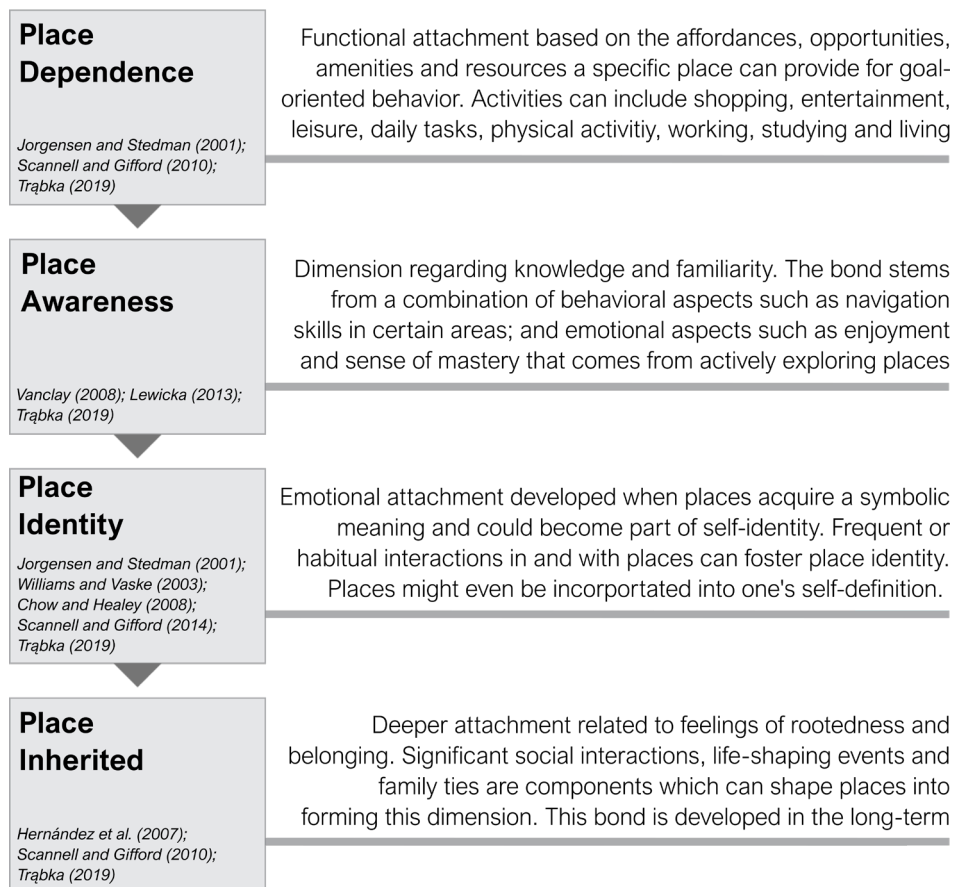 Place
Dependence
Jorgensen and Stedman (2001);
Scannell and Gifford (2010);
Trąbka (2019)
Functional attachment based on the affordances, opportunities,
amenities and resources a specific place can provide for goal-
oriented behavior. Activities can include shopping, entertainment,
leisure, daily tasks, physical activitiy, working, studying and living
Place
Awareness
Vanclay (2008); Lewicka (2013);
Trąbka (2019)
Dimension regarding knowledge and familiarity. The bond stems
from a combination of behavioral aspects such as navigation
skills in certain areas; and emotional aspects such as enjoyment
and sense of mastery that comes from actively exploring places
Place
Identity
Jorgensen and Stedman (2001);
Williams and Vaske (2003);
Chow and Healey (2008);
Scannell and Gifford (2014);
Trąbka (2019)
Emotional attachment developed when places acquire a symbolic
meaning and could become part of self-identity. Frequent or
habitual interactions in and with places can foster place identity.
Places might even be incorportated into one's self-definition.
Place
Inherited
Hernández et al. (2007);
Scannell and Gifford (2010);
Trąbka (2019)
Deeper attachment related to feelings of rootedness and
belonging. Significant social interactions, life-shaping events and
family ties are components which can shape places into
forming this dimension. This bond is developed in the long-term